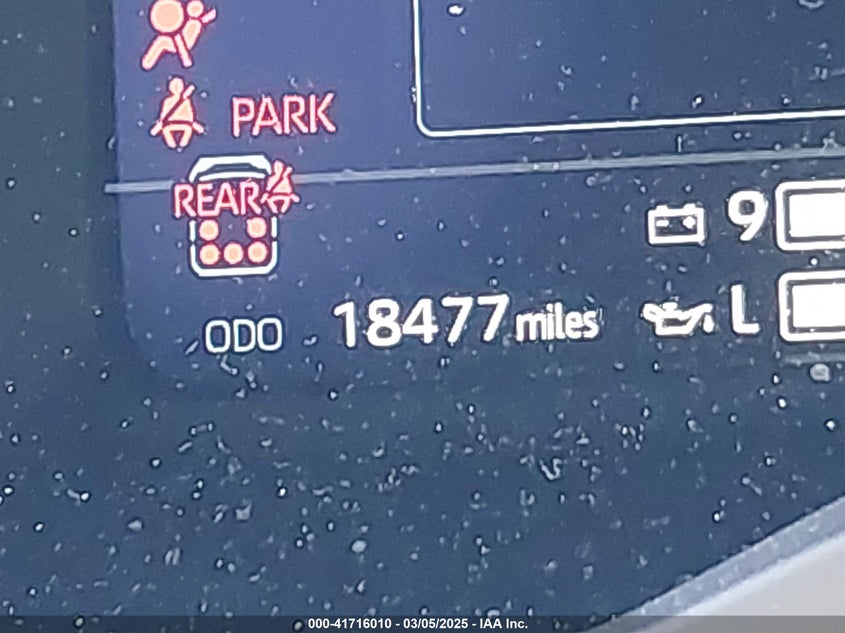 PARK
REAR
9
ODO 18477 miles L
000-41716010 - 03/05/2025 - IAA Inc.